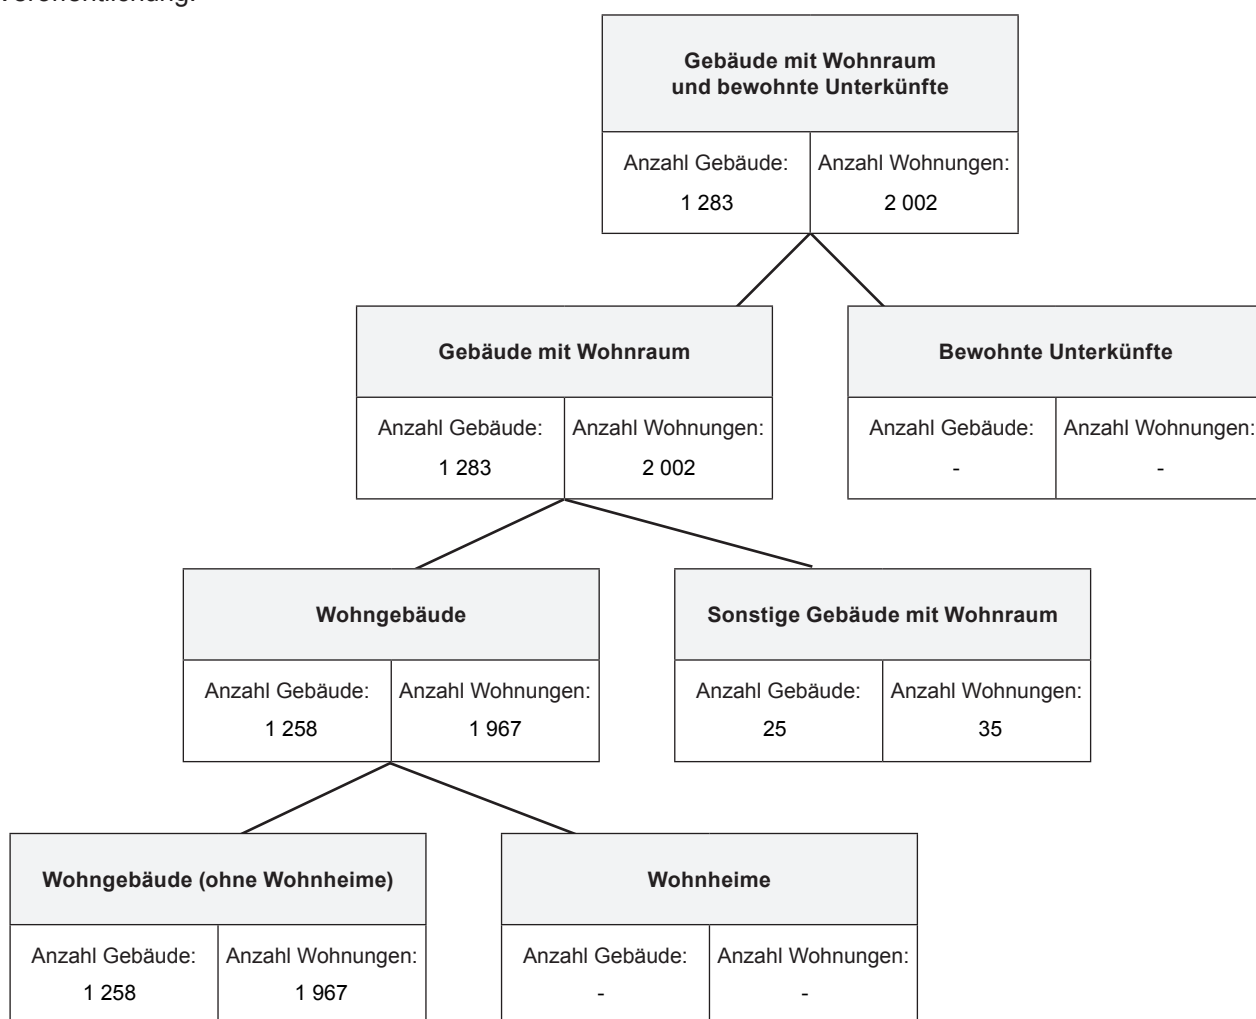 Veröffentlichung.
Gebäude mit Wohnraum
und bewohnte Unterkünfte
Anzahl Gebäude: Anzahl Wohnungen:
1 283 2 002
Gebäude mit Wohnraum Bewohnte Unterkünfte
Anzahl Gebäude: Anzahl Wohnungen: Anzahl Gebäude: Anzahl Wohnungen:
1 283 2 002 - -
Wohngebäude Sonstige Gebäude mit Wohnraum
Anzahl Gebäude: Anzahl Wohnungen: Anzahl Gebäude: Anzahl Wohnungen:
1 258 1 967 25 35
Wohngebäude (ohne Wohnheime) Wohnheime
Anzahl Gebäude: Anzahl Wohnungen: Anzahl Gebäude: Anzahl Wohnungen:
1 258 1 967 - -